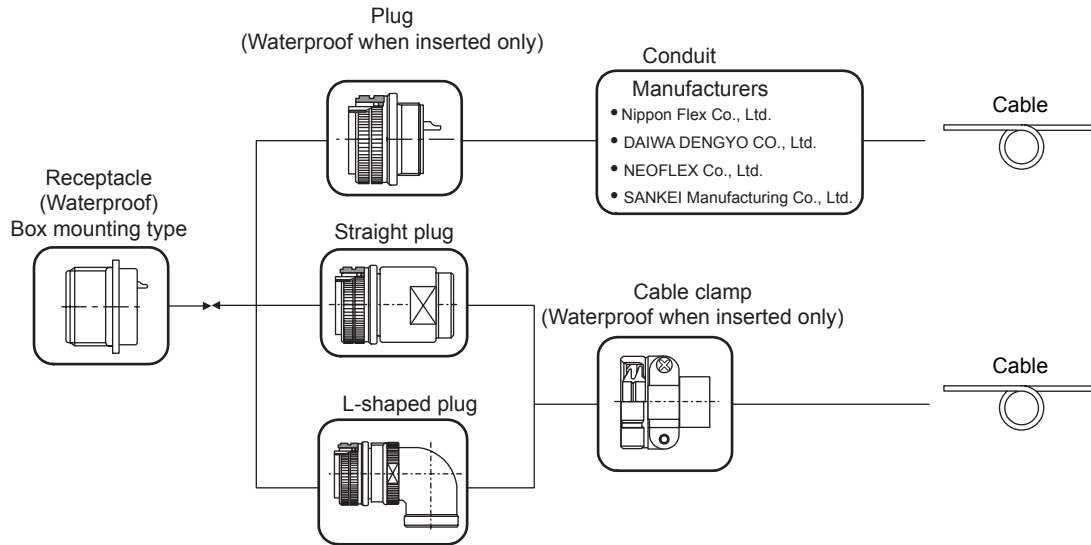 Plug
(Waterproof when inserted only)
Conduit
Manufacturers
• Nippon Flex Co., Ltd.
• DAIWA DENGYO CO., Ltd.
• NEOFLEX Co., Ltd.
• SANKEI Manufacturing Co., Ltd.
Cable
Receptacle
(Waterproof)
Box mounting type
Straight plug
Cable clamp
(Waterproof when inserted only)
Cable
L-shaped plug